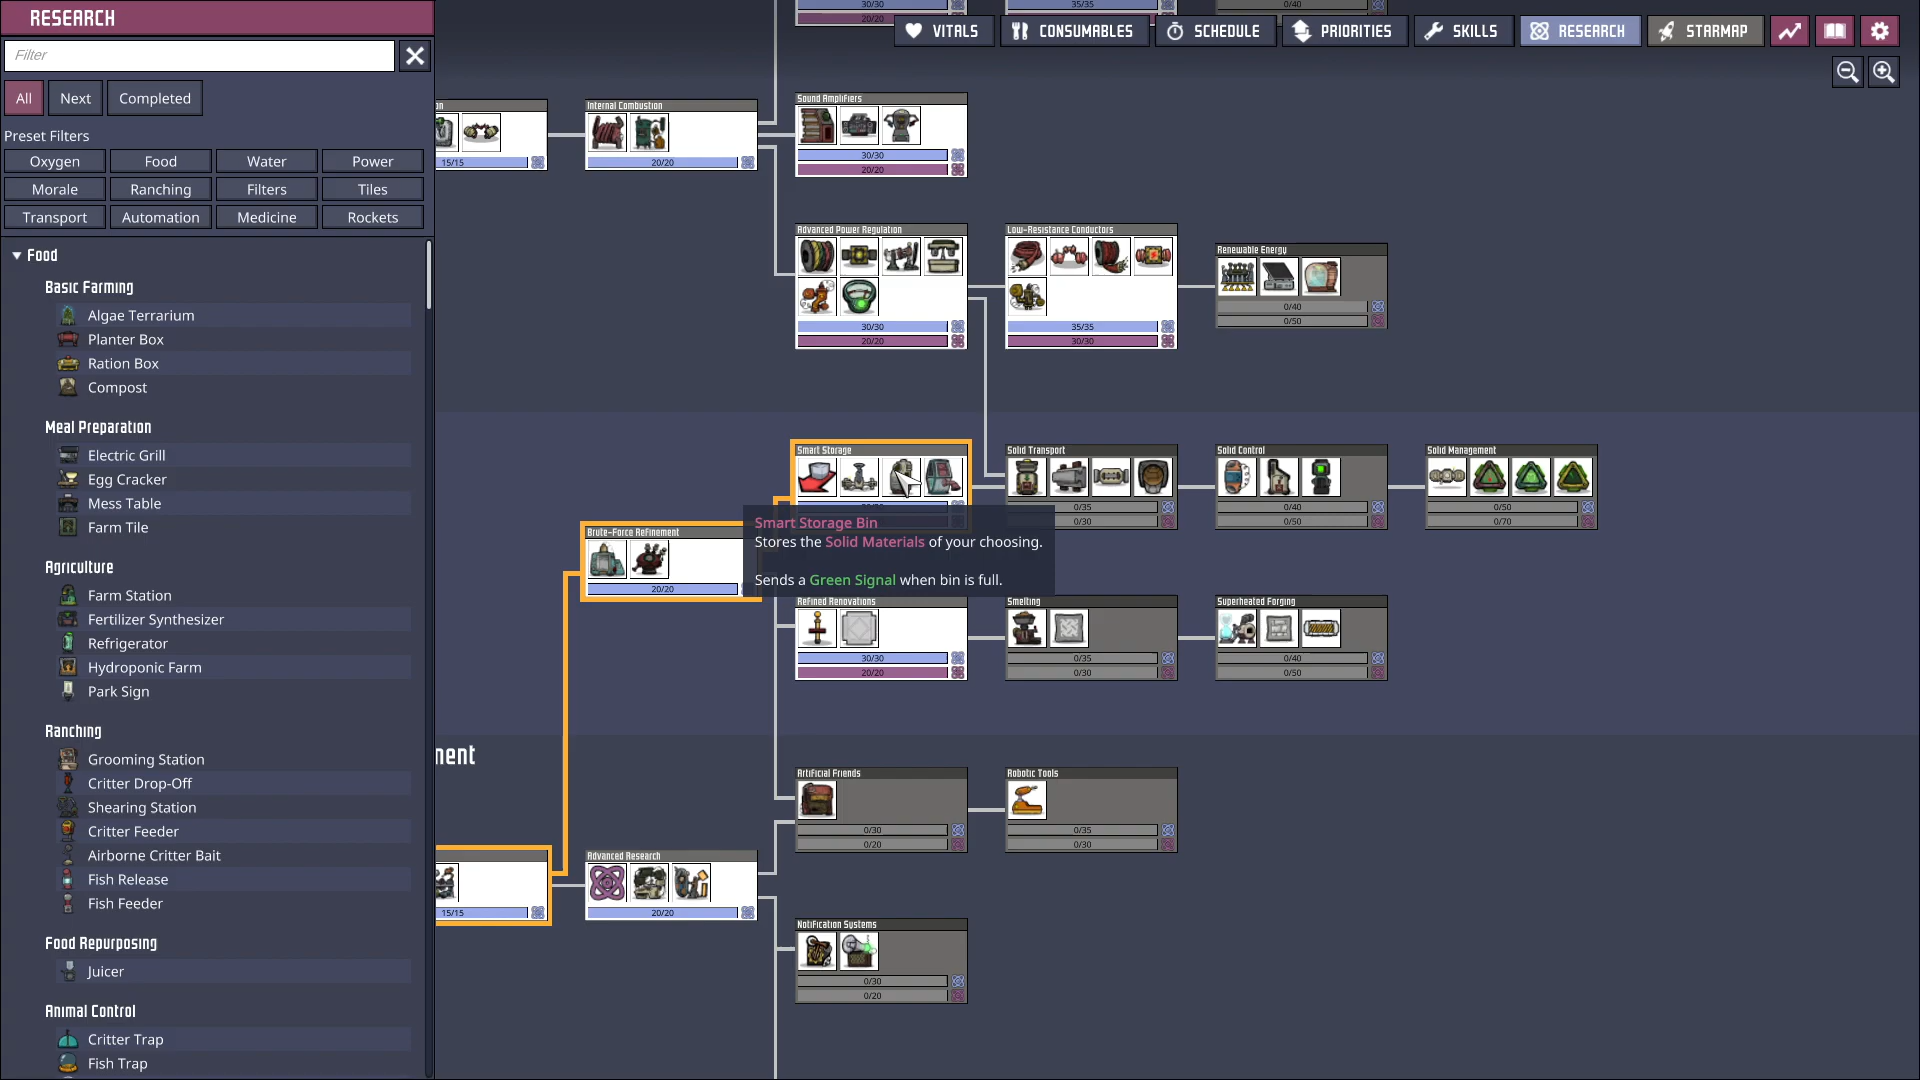 RESEARCH
Filter
All
Next
Completed
Preset Filters
Oxygen
Food
Water
Power
Morale
Ranching
Filters
Tiles
Transport
Automation
Medicine
Rockets
Food
Basic Farming
Algae Terrarium
Planter Box
Ration Box
Compost
Meal Preparation
Electric Grill
Egg Cracker
Mess Table
Farm Tile
Agriculture
Farm Station
Fertilizer Synthesizer
Refrigerator
Hydroponic Farm
Park Sign
Ranching
Grooming Station
Critter Drop-Off
Shearing Station
Critter Feeder
Airborne Critter Bait
Fish Release
Fish Feeder
Food Repurposing
Juicer
Animal Control
Critter Trap
Fish Trap
VITALS
CONSUMABLES
SCHEDULE
PRIORITIES
SKILLS
RESEARCH
STARMAP
30/30
20/20
35/35
0/40
on
15/15
Internal Combustion
20/20
Sound Amplifiers
30/30
20/20
Advanced Power Regulation
30/30
20/20
Low-Resistance Conductors
35/35
30/30
Renewable Energy
0/40
0/50
Smart Storage
Solid Transport
0/35
0/30
Solid Control
0/40
0/50
Solid Management
0/50
0/70
Brute-Force Refinement
20/20
Smart Storage Bin
Stores the Solid Materials of your choosing.
Sends a Green Signal when bin is full.
Refined Renovations
30/30
20/20
Smelting
0/35
0/30
Superheated Forging
0/40
0/50
ment
Artificial Friends
0/30
0/20
Robotic Tools
0/35
0/30
15/15
Advanced Research
20/20
Notification Systems
0/30
0/20